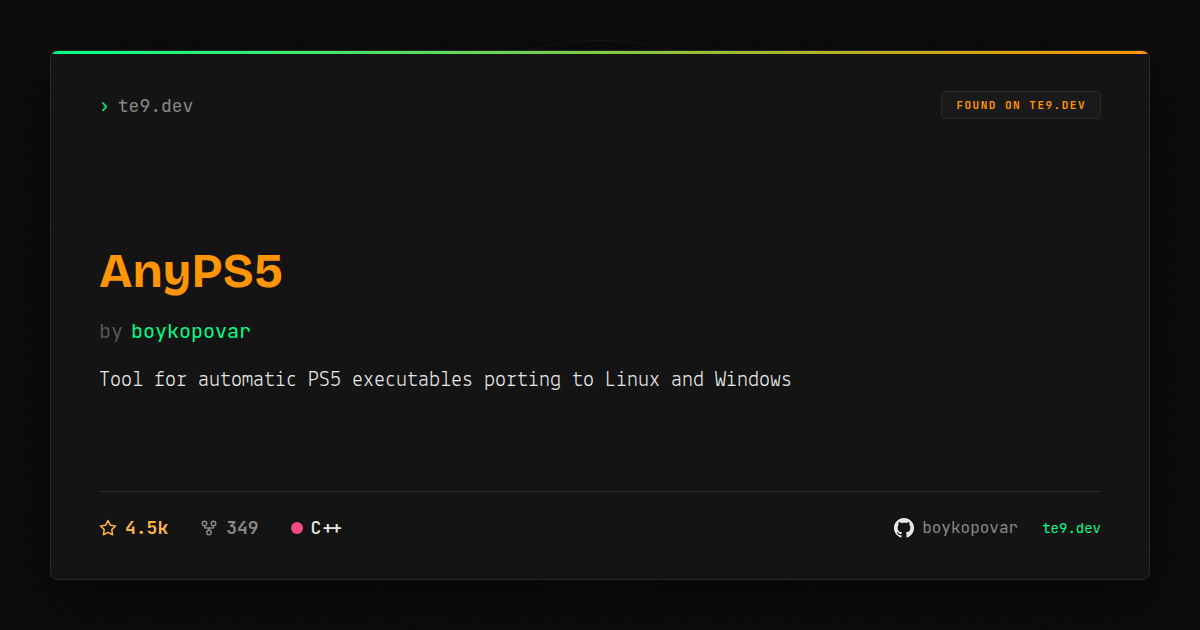 › te9.dev
FOUND ON TE9.DEV
AnyPS5
by boykopovar
Tool for automatic PS5 executables porting to Linux and Windows
4.5k 349 C++
boykopovar te9.dev